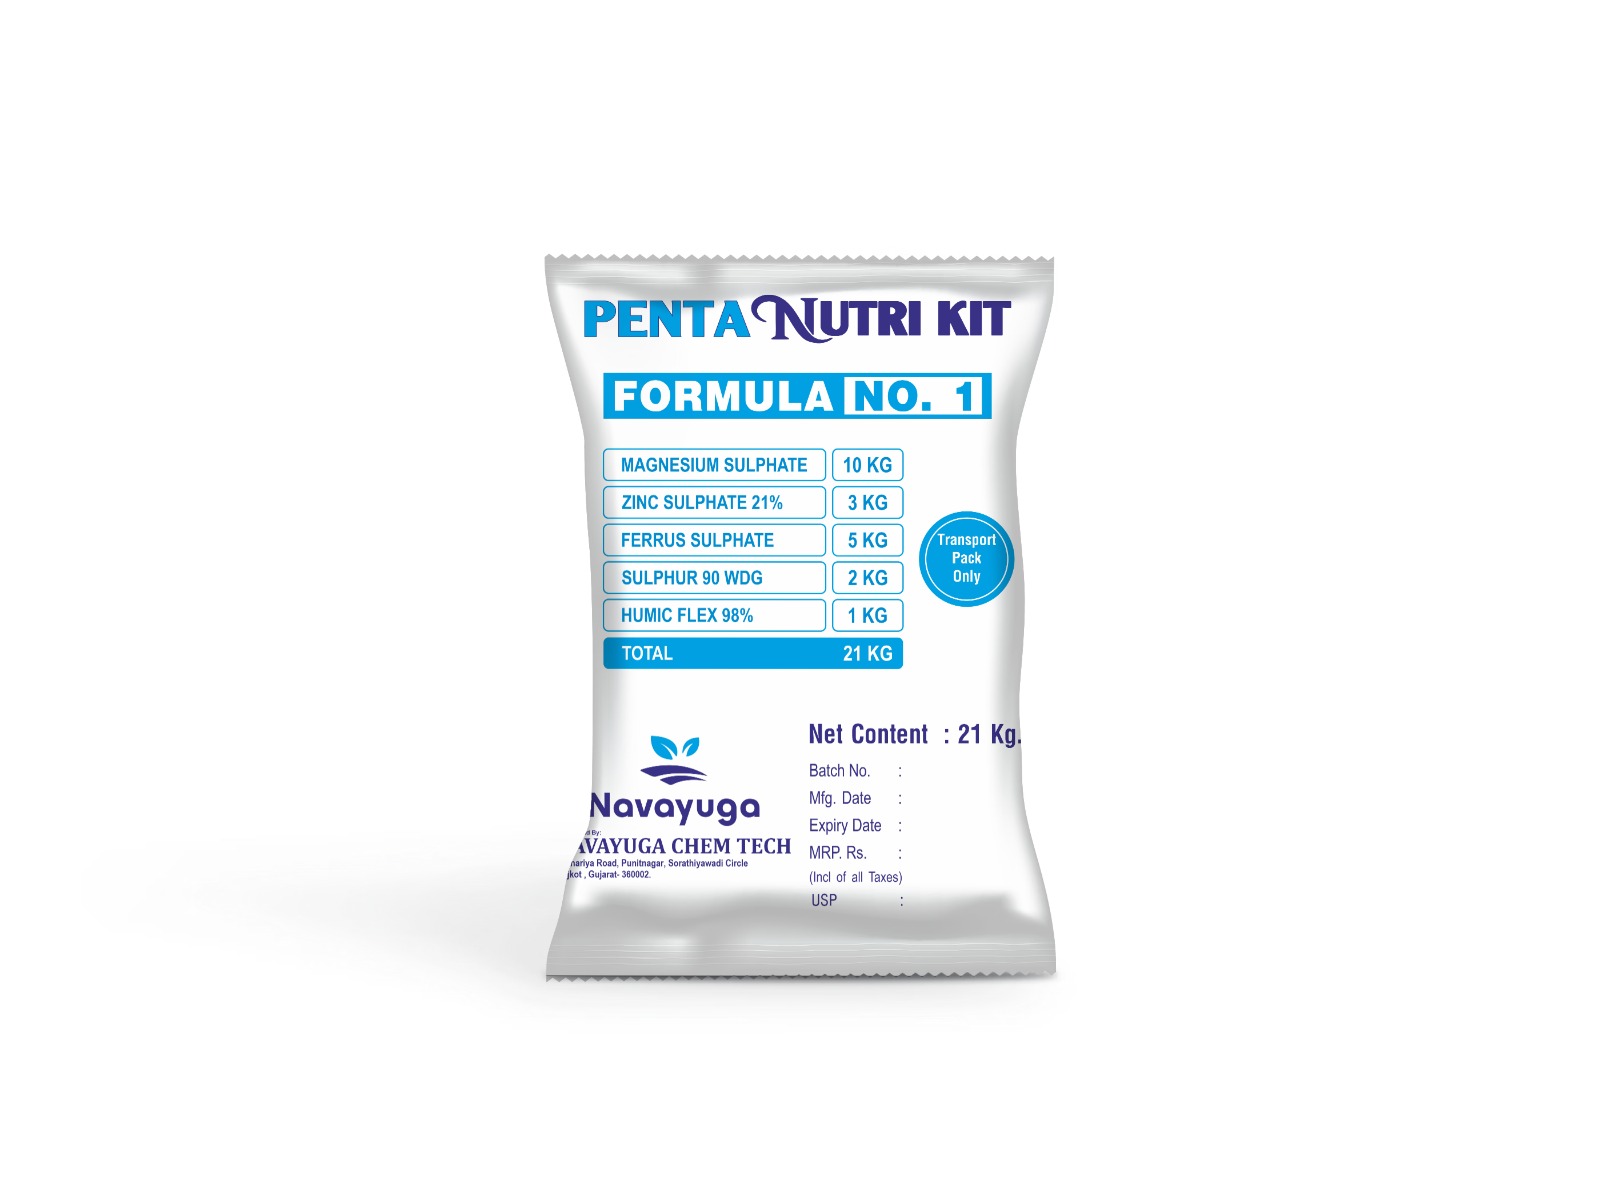 PENTA NUTRI KIT
FORMULA NO. 1
MAGNESIUM SULPHATE 10 KG
ZINC SULPHATE 21% 3 KG
FERRUS SULPHATE 5 KG
SULPHUR 90 WDG 2 KG
HUMIC FLEX 98% 1 KG
TOTAL 21 KG
Transport
Pack
Only
Navayuga
By:
AVAYUGA CHEM TECH
Road, Punitnagar, Sorathiyawadi Circle
, Gujarat- 360002.
Net Content : 21 Kg.
Batch No. :
Mfg. Date :
Expiry Date :
MRP. Rs. :
(Incl of all Taxes)
USP :